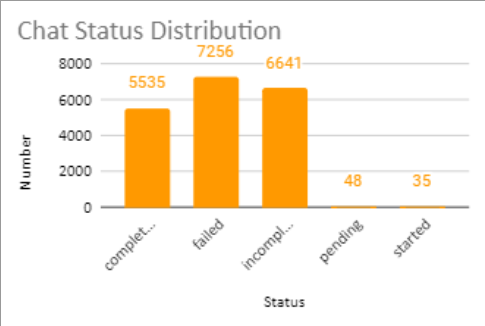 Chat Status Distribution
8000
6000
4000
2000
0
Number
5535
7256
6641
48
35
complet...
failed
incompl...
pending
started
Status